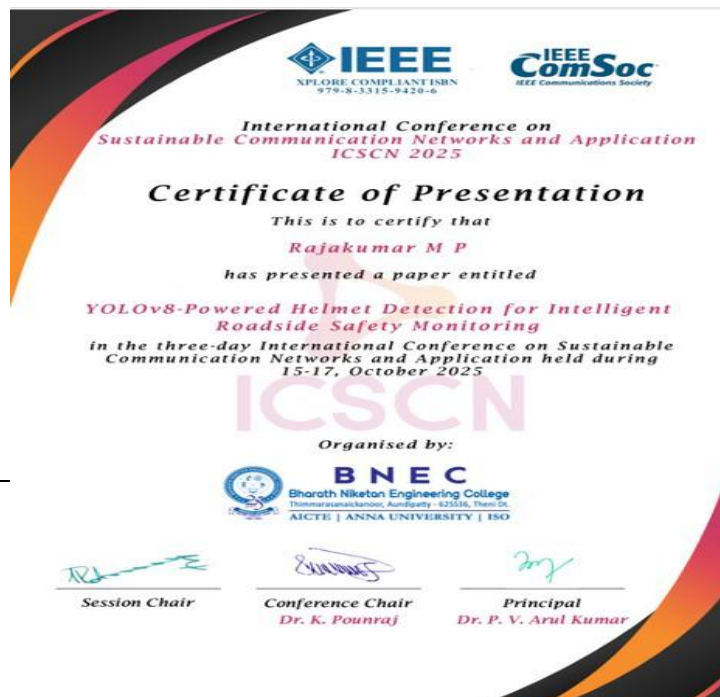 IEEE
XPLORE COMPLIANT ISBN
979-8-3315-9420-6
IEEE
ComSoc
IEEE Communications Society
International Conference on
Sustainable Communication Networks and Application
ICSCN 2025
Certificate of Presentation
This is to certify that
Rajakumar M P
has presented a paper entitled
YOLOv8-Powered Helmet Detection for Intelligent
Roadside Safety Monitoring
in the three-day International Conference on Sustainable
Communication Networks and Application held during
15-17, October 2025
ICSCN
Organised by:
BNEC
Bharath Niketan Engineering College
Thimmarasanaickanoor, Aundipatty - 625536, Theni Dt.
AICTE | ANNA UNIVERSITY | ISO
Session Chair
Conference Chair
Dr. K. Pounraj
Principal
Dr. P. V. Arul Kumar